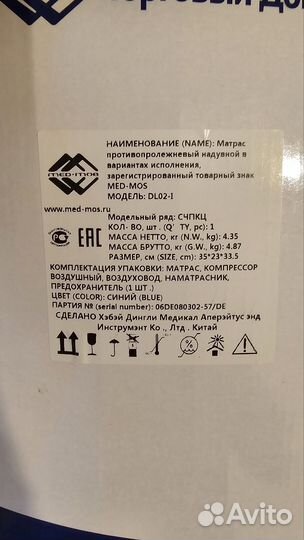 Торговый До
MED-MOS
www.med-mos.ru
НАИМЕНОВАНИЕ (NAME): Матрас
противопролежневый надувной в
вариантах исполнения,
зарегистрированный товарный знак
MED-MOS
МОДЕЛЬ: DL02-I
Модельный ряд: СЧПКЦ
КОЛ- ВО, шт. (Q' TY, pc): 1
МАССА НЕТТО, кг (N.W., kg): 4.35
МАССА БРУТТО, кг (G.W., kg): 4.87
РАЗМЕР, см (SIZE, cm): 35*23*33.5
EAC
КОМПЛЕКТАЦИЯ УПАКОВКИ: МАТРАС, КОМПРЕССОР
ВОЗДУШНЫЙ, ВОЗДУХОВОД, НАМАТРАСНИК,
ПРЕДОХРАНИТЕЛЬ (1 ШТ.)
ЦВЕТ (COLOR): СИНИЙ (BLUE)
ПАРТИЯ № (serial number): 06DE080302-57/DE
СДЕЛАНО Хэбэй Дингли Медикал Аперэйтус энд
Инструмэнт Ко ., Лтд . Китай
Avito